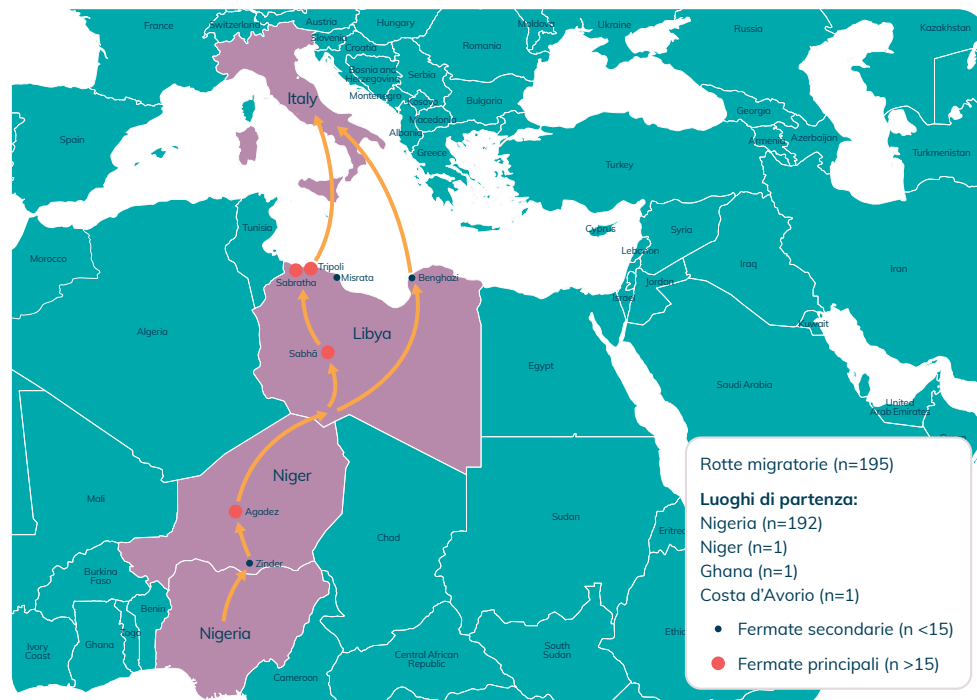 France
Switzerland
Austria
Hungary
Moldova
Ukraine
Russia
Kazakhstan
Slovenia
Croatia
Romania
Bosnia and
Herzegovina
Serbia
Italy
Montenegro
Kosovo
Bulgaria
Macedonia
Albania
Greece
Georgia
Armenia
Azerbaijan
Turkmenistan
Spain
Turkey
Tunisia
Cyprus
Syria
Lebenon
Morocco
Iraq
Iran
Jordan
Israel
Tripoli
Sabratha
Misrata
Benghazi
Kuwait
Algeria
Libya
Sabhā
Egypt
Saudi Arabia
United
Arab Emirates
Niger
Agadez
Mali
Chad
Sudan
Eritrea
Zinder
Burkina
Faso
Benin
Togo
Ghana
Ivory
Coast
Nigeria
Cameroon
Central African
Republic
South
Sudan
Ethio
Rotte migratorie (n=195)
Luoghi di partenza:
Nigeria (n=192)
Niger (n=1)
Ghana (n=1)
Costa d'Avorio (n=1)
Fermate secondarie (n <15)
Fermate principali (n >15)